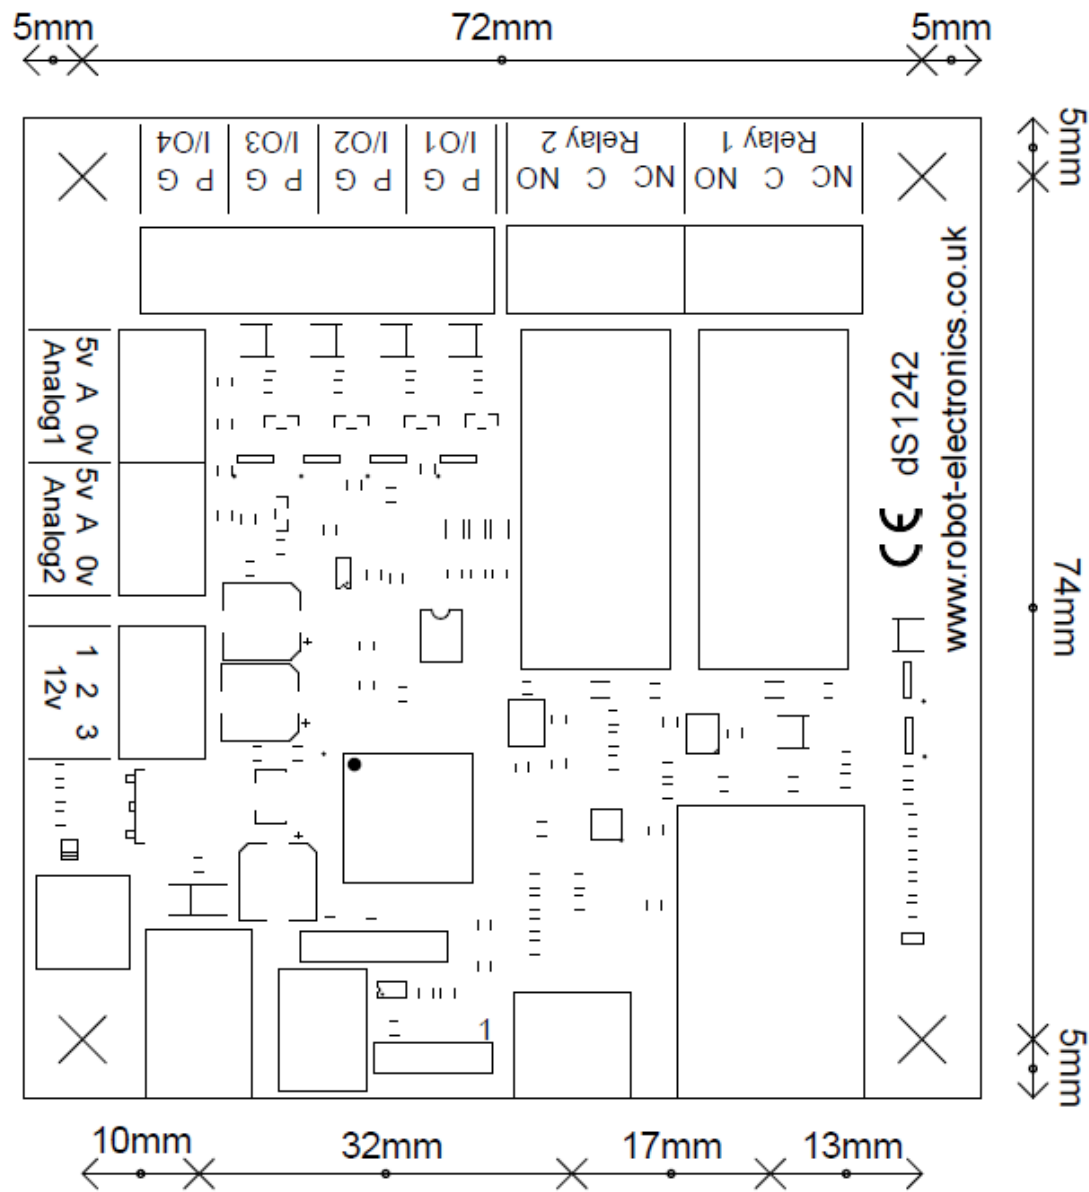 5mm 72mm 5mm
I/O4 I/O3 I/O2 I/O1 Relay 2 Relay 1
P G P G P G P G NO C NC NO C NC
5mm
74mm
5mm
www.robot-electronics.co.uk
dS1242
CE
5v A 0v
Analog1
5v A 0v
Analog2
1 2 3
12v
+
+
+
1
10mm 32mm 17mm 13mm